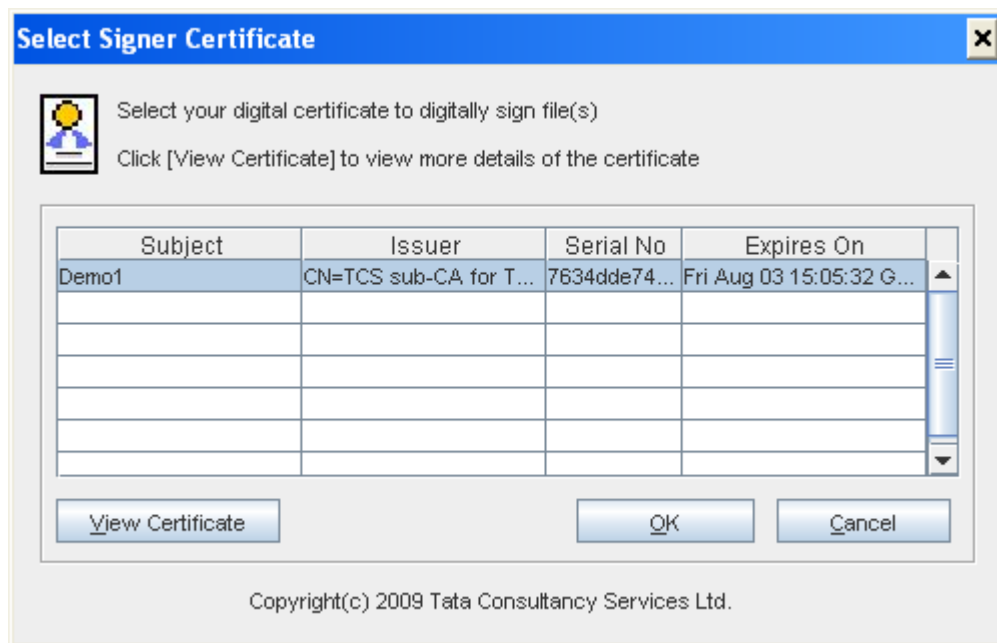 Select Signer Certificate
Select your digital certificate to digitally sign file(s)
Click [View Certificate] to view more details of the certificate
Subject Issuer Serial No Expires On
Demo1 CN=TCS sub-CA for T... 7634dde74... Fri Aug 03 15:05:32 G...
View Certificate OK Cancel
Copyright(c) 2009 Tata Consultancy Services Ltd.